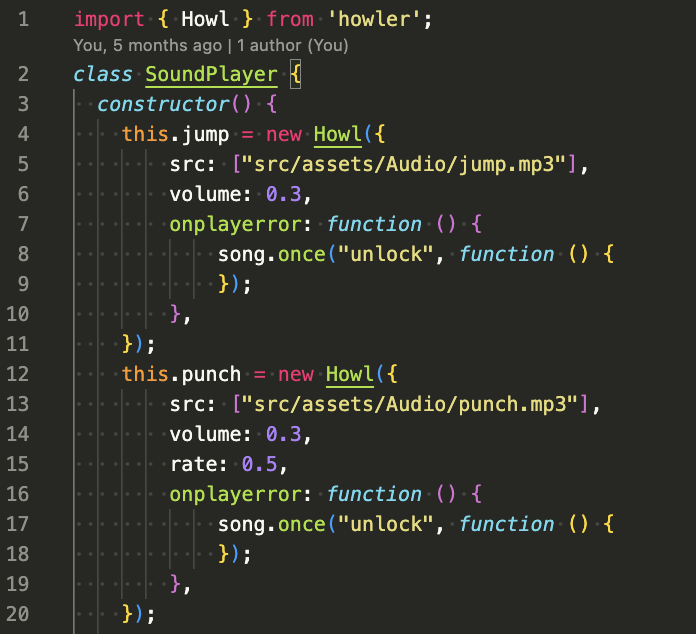 1 import { Howl } from 'howler';
You, 5 months ago | 1 author (You)
2 class SoundPlayer {
3   constructor() {
4     this.jump = new Howl({
5         src: ["src/assets/Audio/jump.mp3"],
6         volume: 0.3,
7         onplayerror: function () {
8             song.once("unlock", function () {
9             });
10         },
11     });
12     this.punch = new Howl({
13         src: ["src/assets/Audio/punch.mp3"],
14         volume: 0.3,
15         rate: 0.5,
16         onplayerror: function () {
17             song.once("unlock", function () {
18             });
19         },
20     });